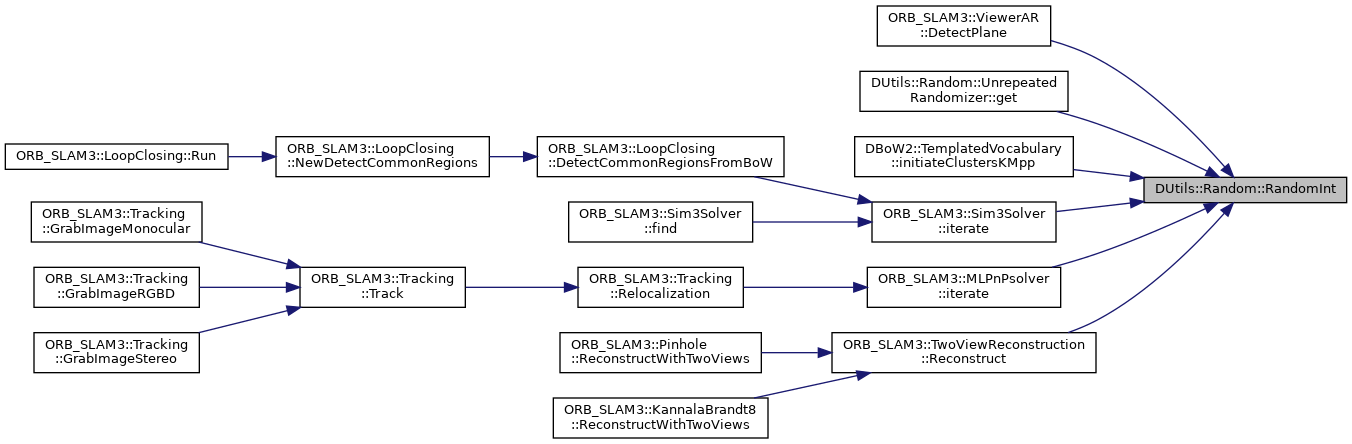 ORB_SLAM3::ViewerAR
::DetectPlane
DUtils::Random::Unrepeated
Randomizer::get
ORB_SLAM3::LoopClosing::Run
ORB_SLAM3::LoopClosing
::NewDetectCommonRegions
ORB_SLAM3::LoopClosing
::DetectCommonRegionsFromBoW
DBoW2::TemplatedVocabulary
::initiateClustersKMpp
DUtils::Random::RandomInt
ORB_SLAM3::Tracking
::GrabImageMonocular
ORB_SLAM3::Sim3Solver
::find
ORB_SLAM3::Sim3Solver
::iterate
ORB_SLAM3::Tracking
::GrabImageRGBD
ORB_SLAM3::Tracking
::Track
ORB_SLAM3::Tracking
::Relocalization
ORB_SLAM3::MLPnPsolver
::iterate
ORB_SLAM3::Tracking
::GrabImageStereo
ORB_SLAM3::Pinhole
::ReconstructWithTwoViews
ORB_SLAM3::TwoViewReconstruction
::Reconstruct
ORB_SLAM3::KannalaBrandt8
::ReconstructWithTwoViews